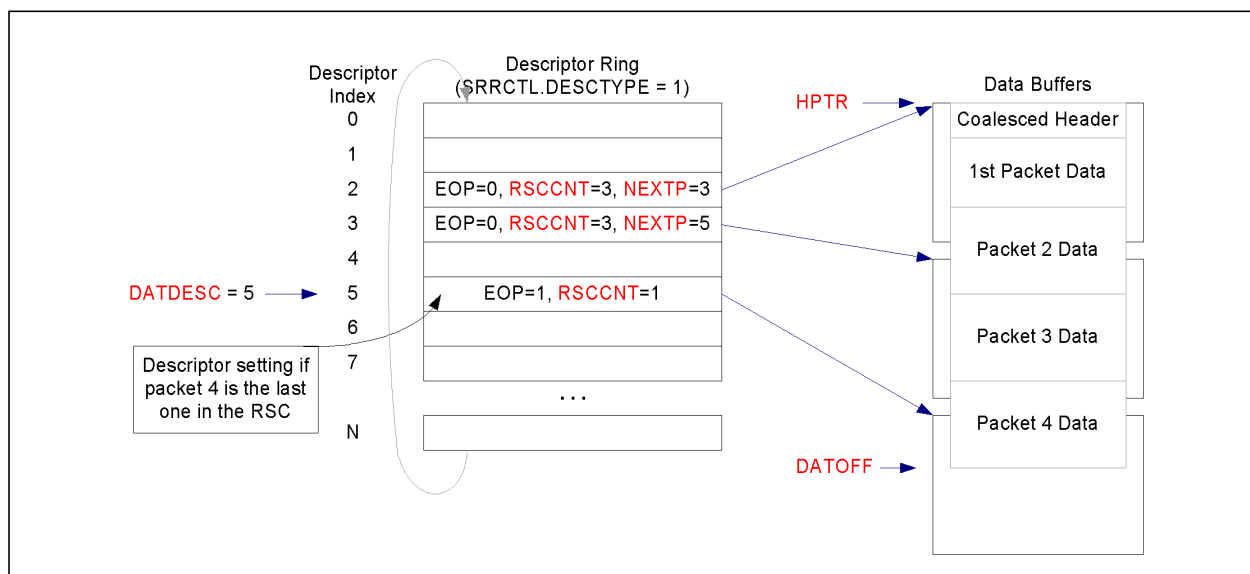 Descriptor
Index
Descriptor Ring
(SRRCTL.DESCTYPE = 1)
HPTR
Data Buffers
0
Coalesced Header
1
1st Packet Data
2
EOP=0, RSCCNT=3, NEXTP=3
3
EOP=0, RSCCNT=3, NEXTP=5
4
Packet 2 Data
DATDESC = 5
5
EOP=1, RSCCNT=1
6
Packet 3 Data
7
Descriptor setting if
packet 4 is the last
one in the RSC
...
N
Packet 4 Data
DATOFF